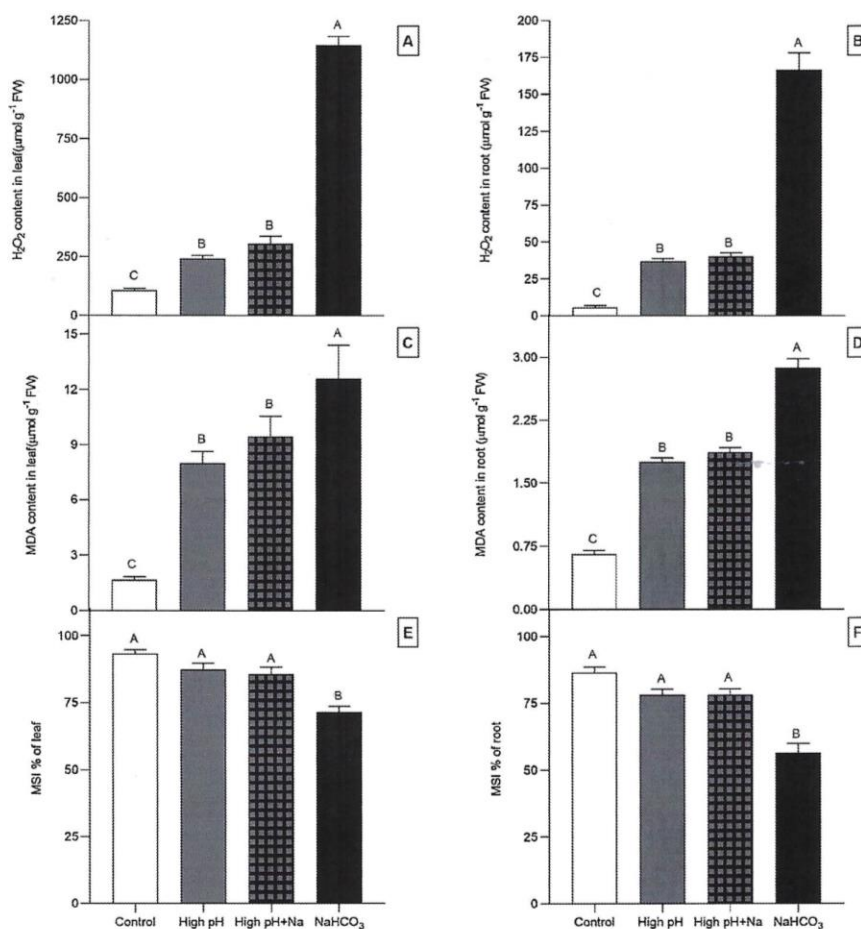 1250
1000
750
500
250
0
H₂O₂ content in leaf(µmol g⁻¹ FW)
A
C
B
B
A
200
175
150
125
100
75
50
25
0
H₂O₂ content in root (µmol g⁻¹ FW)
B
C
B
B
A
15
12
9
6
3
0
MDA content in leaf(µmol g⁻¹ FW)
C
C
B
B
A
3.00
2.25
1.50
0.75
0.00
MDA content in root (µmol g⁻¹ FW)
D
C
B
B
A
100
75
50
25
0
MSI % of leaf
E
A
A
A
B
Control High pH High pH+Na NaHCO₃
100
75
50
25
0
MSI % of root
F
A
A
A
B
Control High pH High pH+Na NaHCO₃